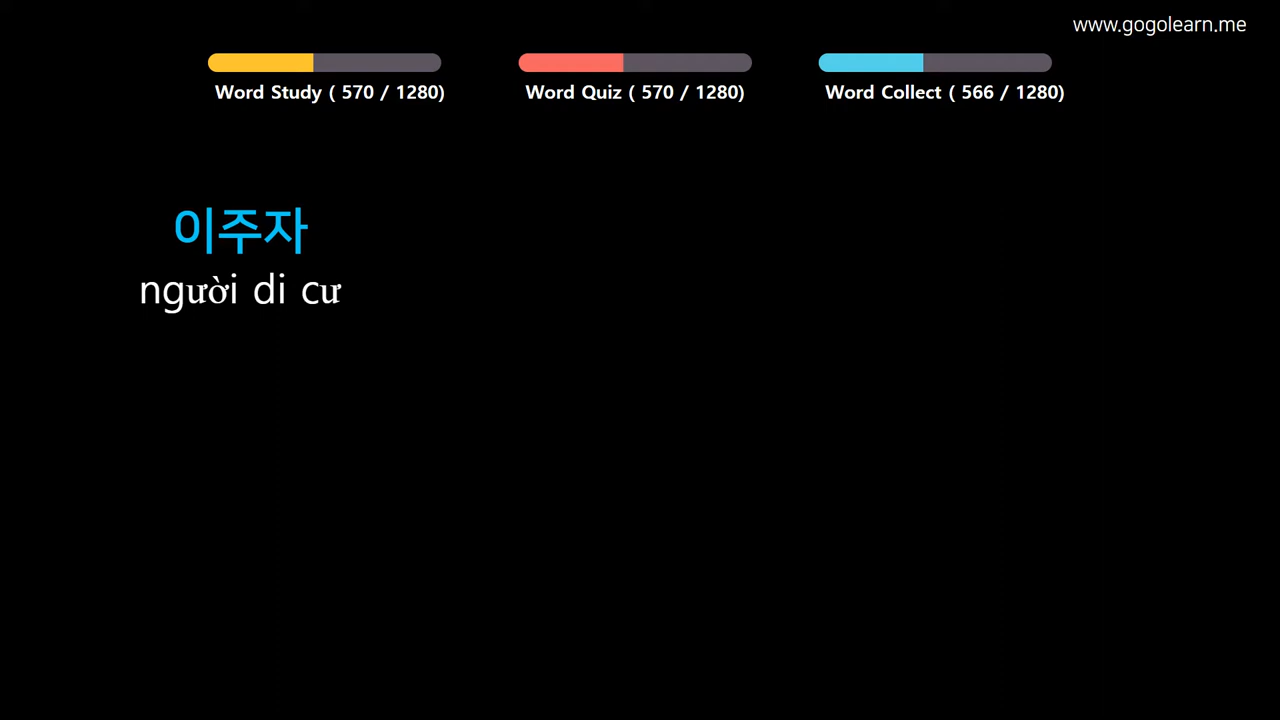 www.gogolearn.me
Word Study ( 570 / 1280)
Word Quiz ( 570 / 1280)
Word Collect ( 566 / 1280)
이주자
người di cư